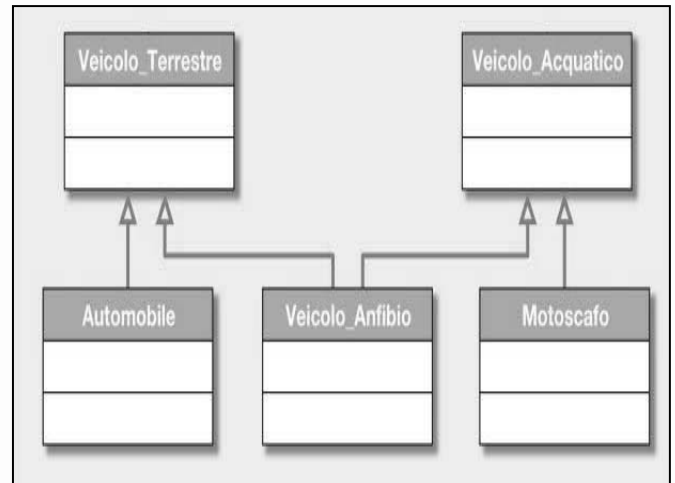 Veicolo_Terrestre
Veicolo_Acquatico
Automobile
Veicolo_Anfibio
Motoscafo